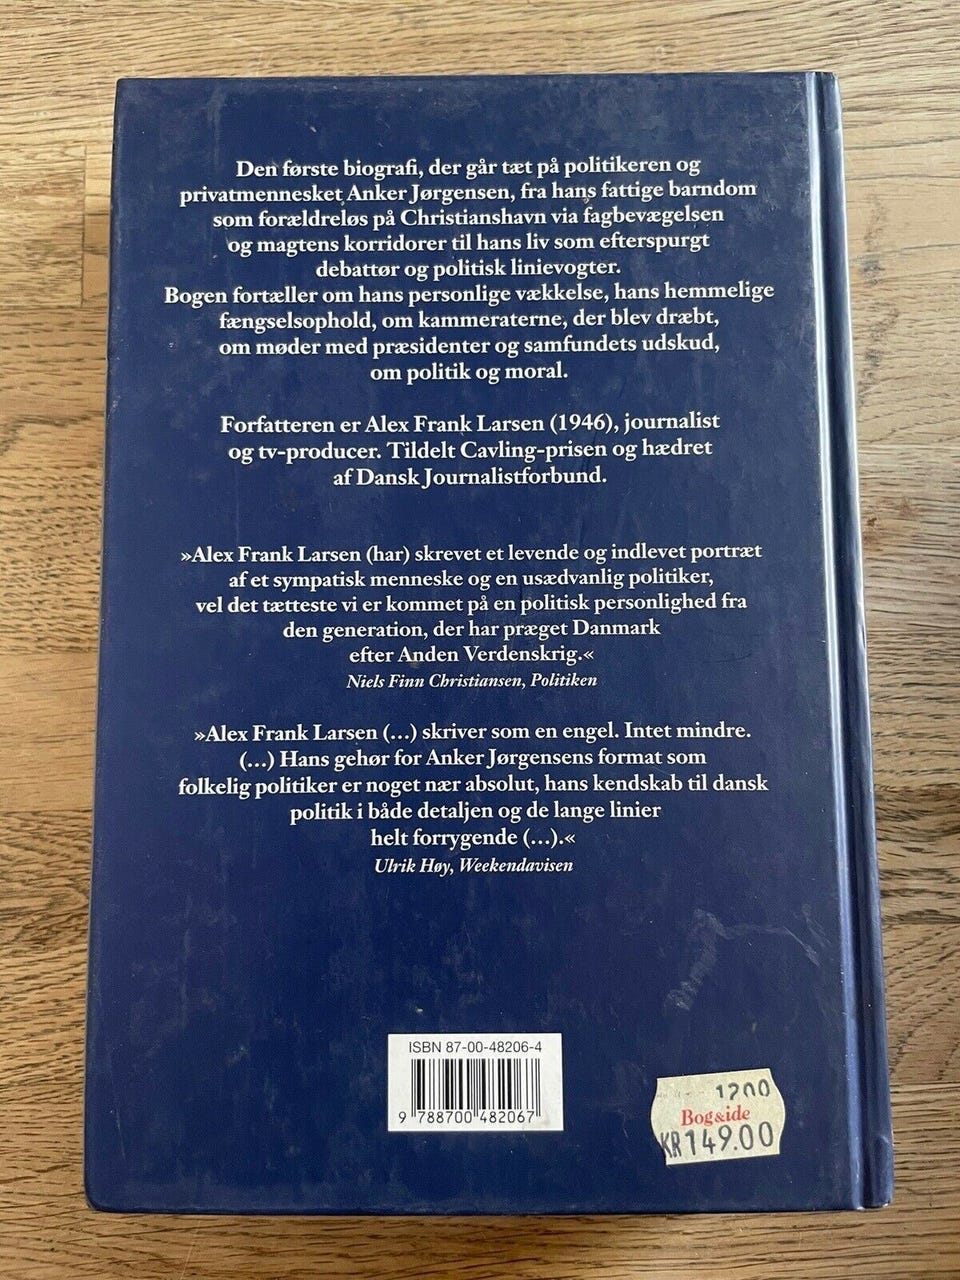 Den første biografi, der går tæt på politikeren og
privatmennesket Anker Jørgensen, fra hans fattige barndom
som forældreløs på Christianshavn via fagbevægelsen
og magtens korridorer til hans liv som efterspurgt
debattør og politisk linievogter.
Bogen fortæller om hans personlige vækkelse, hans hemmelige
fængselsophold, om kammeraterne, der blev dræbt,
om møder med præsidenter og samfundets udskud,
om politik og moral.
Forfatteren er Alex Frank Larsen (1946), journalist
og tv-producer. Tildelt Cavling-prisen og hædret
af Dansk Journalistforbund.
»Alex Frank Larsen (har) skrevet et levende og indlevet portræt
af et sympatisk menneske og en usædvanlig politiker,
vel det tætteste vi er kommet på en politisk personlighed fra
den generation, der har præget Danmark
efter Anden Verdenskrig.«
Niels Finn Christiansen, Politiken
»Alex Frank Larsen (...) skriver som en engel. Intet mindre.
(...) Hans gehør for Anker Jørgensens format som
folkelig politiker er noget nær absolut, hans kendskab til dansk
politik i både detaljen og de lange linier
helt forrygende (...).«
Ulrik Høy, Weekendavisen
ISBN 87-00-48206-4
9 788700 482067
1200
Bog&ide
KR 149.00